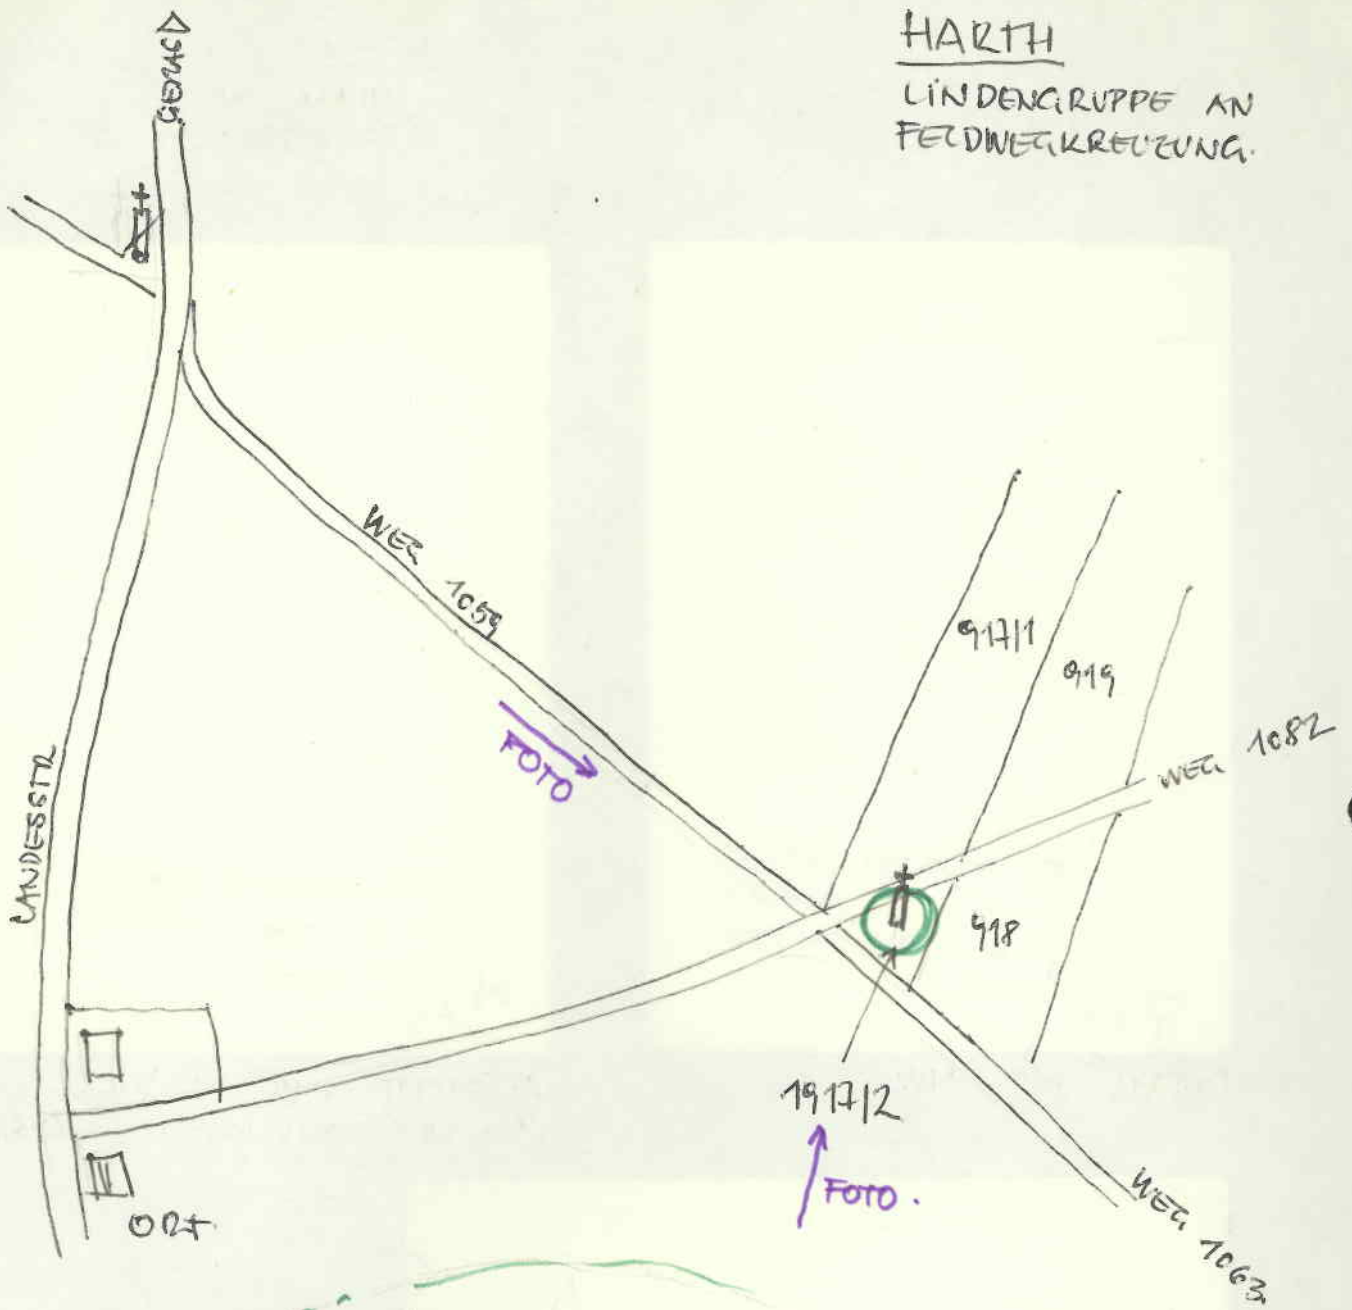 HARTH
LINDENGRUPPE AN
FELDWEGKREUZUNG.
GERAS
WEG 1059
917/1
919
FOTO
WEG 1082
LANDESSTR
918
1917/2
FOTO.
ORT.
WEG 1063.